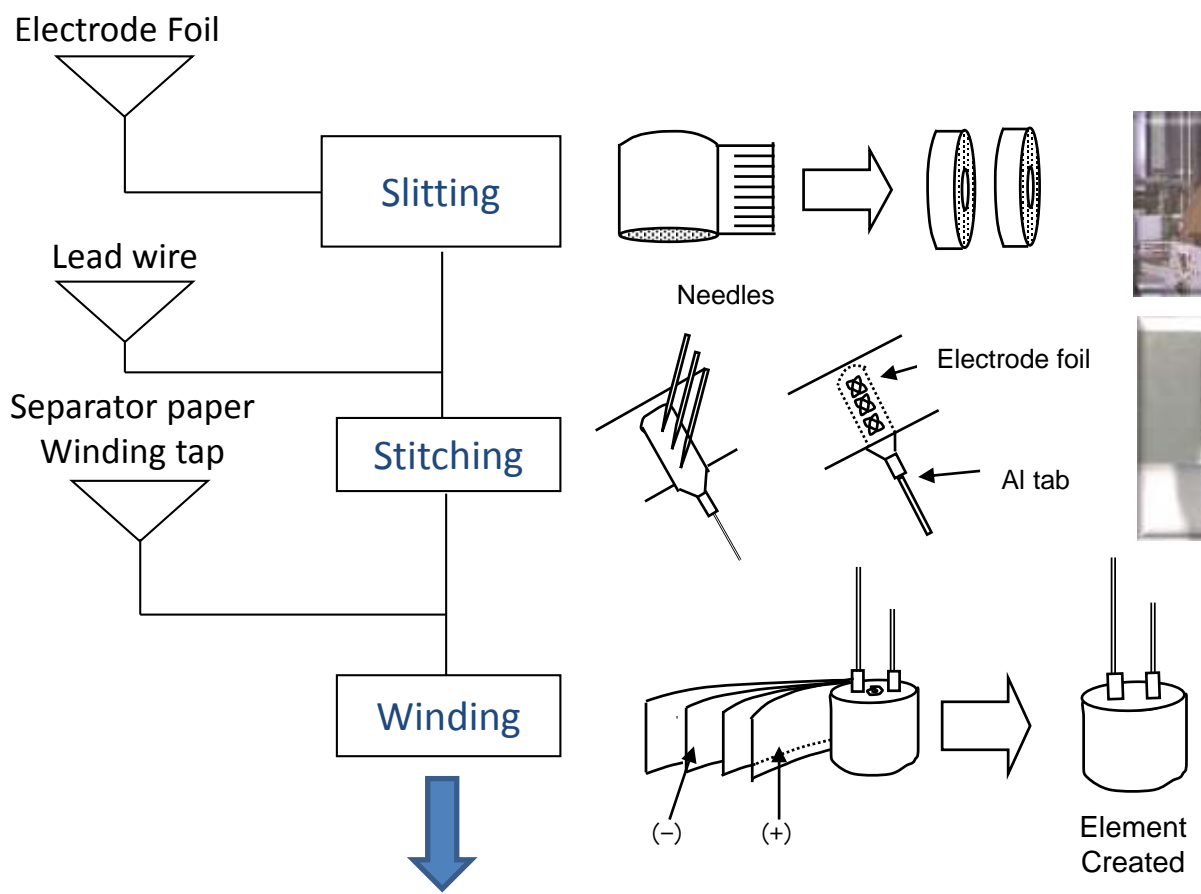 Electrode Foil
Slitting
Lead wire
Needles
Electrode foil
Separator paper
Winding tap
Stitching
Al tab
Winding
(−)
(+)
Element
Created